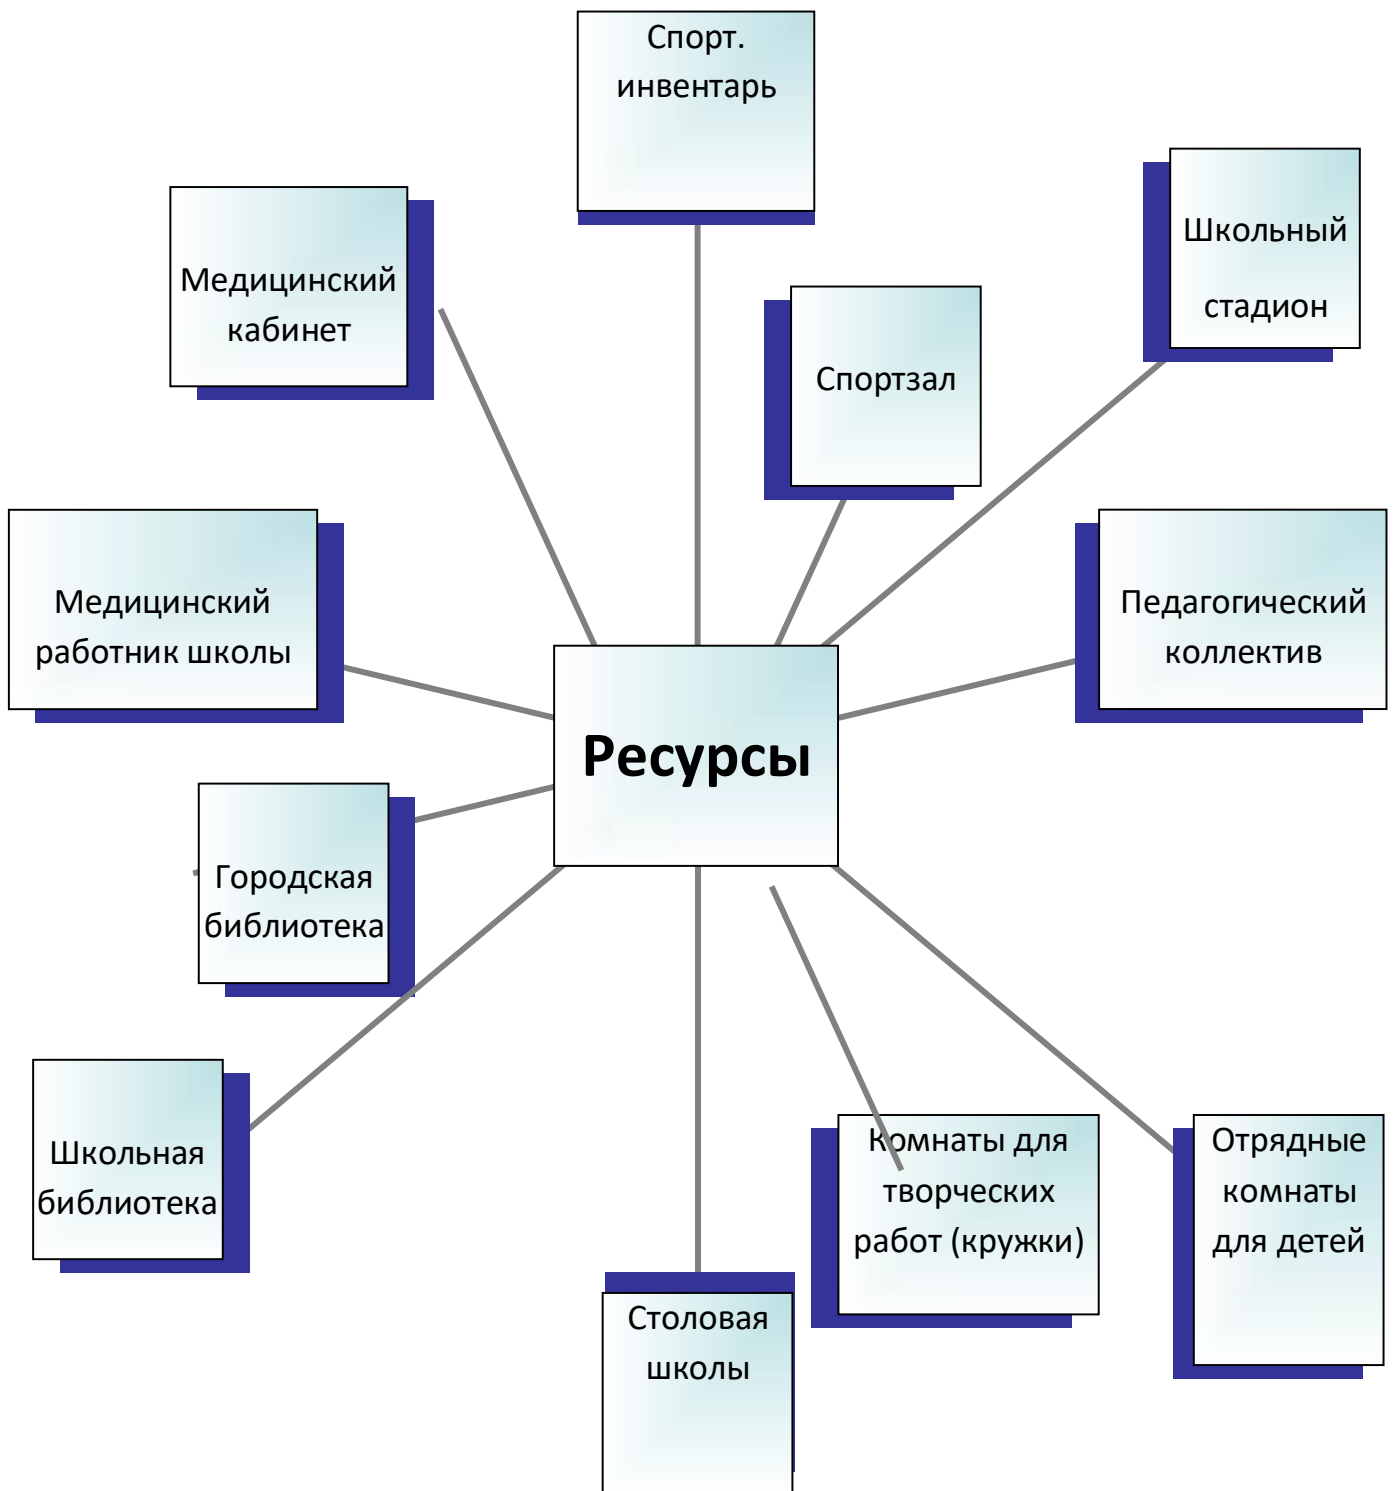 Спорт.
инвентарь
Школьный
стадион
Медицинский
кабинет
Спортзал
Медицинский
работник школы
Педагогический
коллектив
Ресурсы
Городская
библиотека
Школьная
библиотека
Комнаты для
творческих
работ (кружки)
Отрядные
комнаты
для детей
Столовая
школы